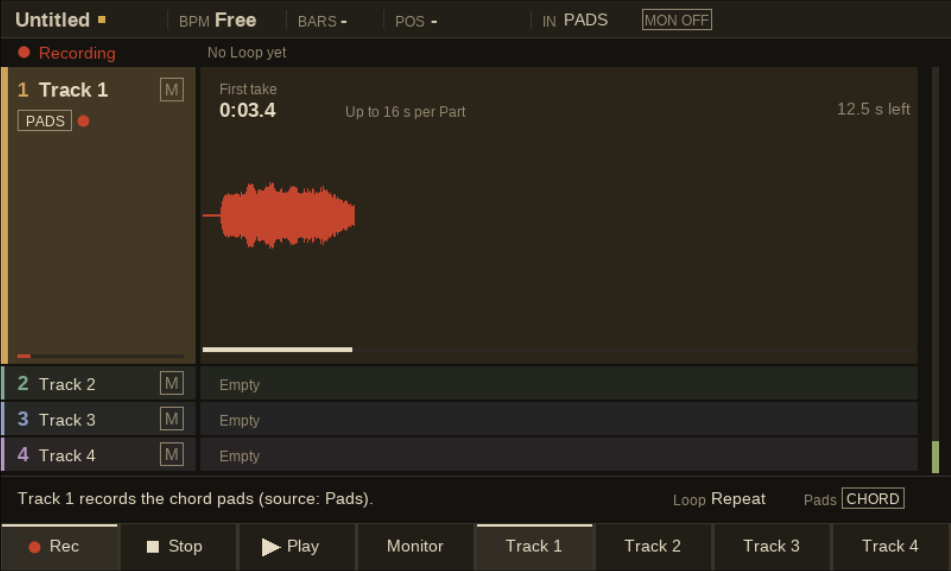 Untitled BPM Free BARS - POS - IN PADS MON OFF
Recording No Loop yet
1 Track 1 M First take
PADS 0:03.4 Up to 16 s per Part 12.5 s left
2 Track 2 M Empty
3 Track 3 M Empty
4 Track 4 M Empty
Track 1 records the chord pads (source: Pads). Loop Repeat Pads CHORD
Rec Stop Play Monitor Track 1 Track 2 Track 3 Track 4